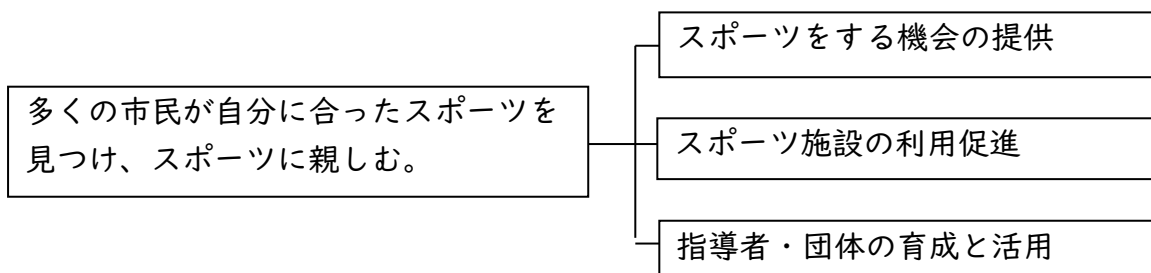 多くの市民が自分に合ったスポーツを
見つけ、スポーツに親しむ。
スポーツをする機会の提供
スポーツ施設の利用促進
指導者・団体の育成と活用